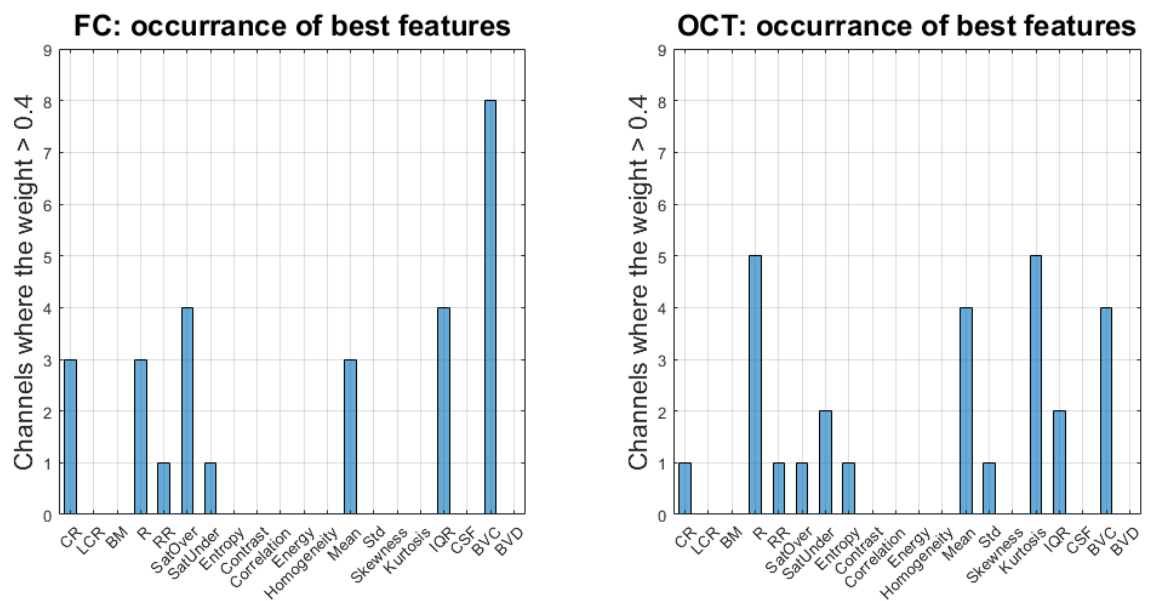 FC: occurrance of best features
Channels where the weight > 0.4
9
8
7
6
5
4
3
2
1
0
CR
LcR
BM
R
RR
SatOver
SatUnder
Entropy
Contrast
Correlation
Energy
Homogeneity
Mean
Std
Skewness
Kurtosis
IQR
CSF
BVC
BVD
OCT: occurrance of best features
Channels where the weight > 0.4
9
8
7
6
5
4
3
2
1
0
CR
LcR
BM
R
RR
SatOver
SatUnder
Entropy
Contrast
Correlation
Energy
Homogeneity
Mean
Std
Skewness
Kurtosis
IQR
CSF
BVC
BVD